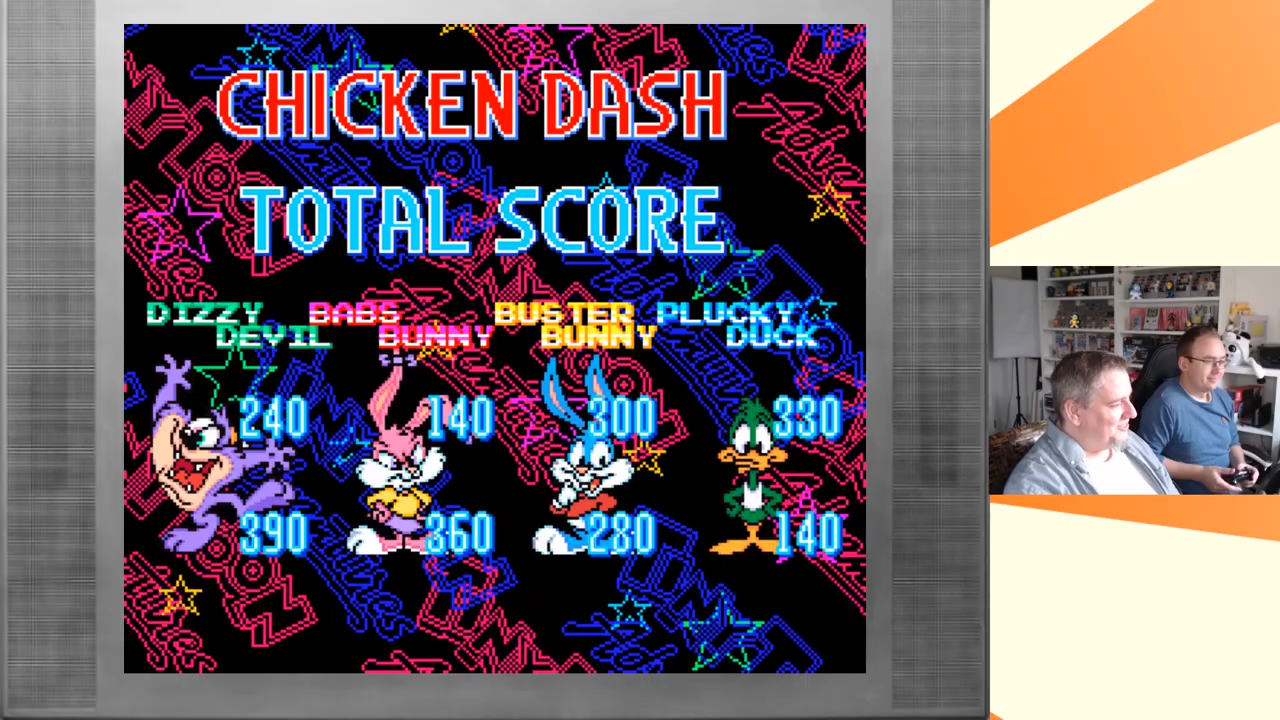 CHICKEN DASH
TOTAL SCORE
DIZZY BABS BUSTER PLUCKY
DEVIL BUNNY BUNNY DUCK
240 140 300 330
390 360 280 140